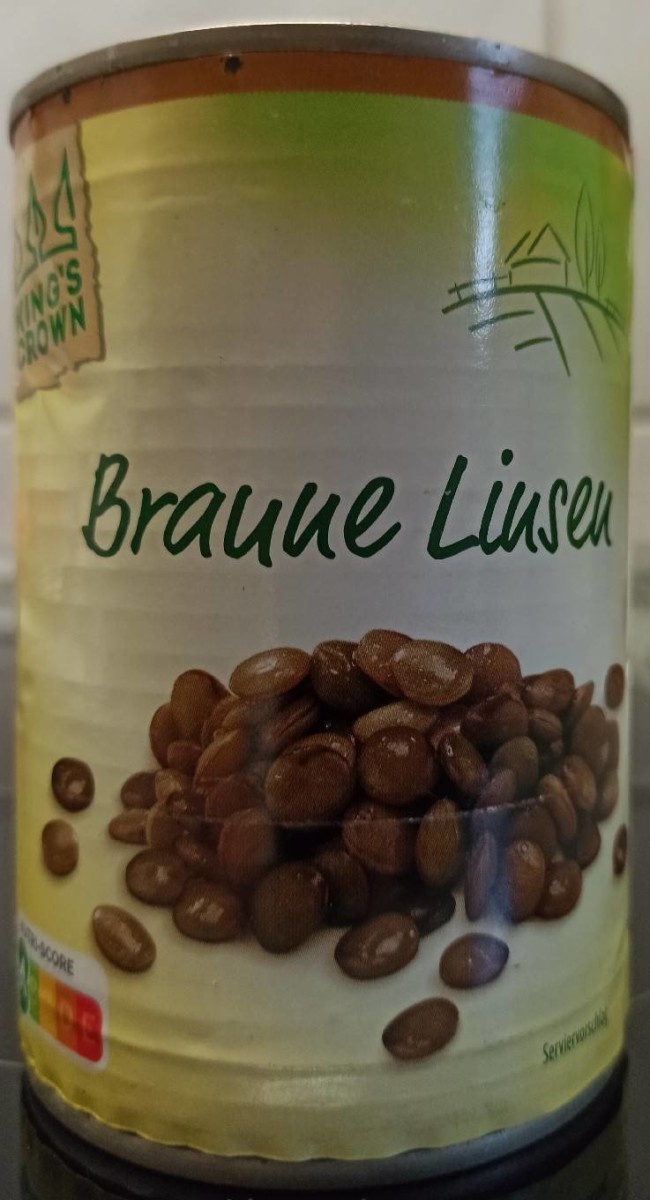 KING'S
CROWN
Braune Linsen
NUTRI-SCORE
A
D E
Serviervorschlag